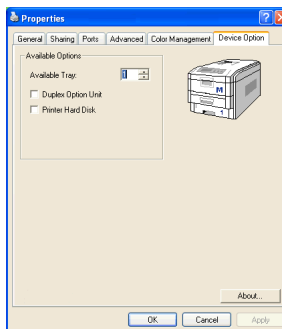 Properties
General Sharing Ports Advanced Color Management Device Option
Available Options
Available Tray: 1
Duplex Option Unit
Printer Hard Disk
M
1
About...
OK Cancel Apply